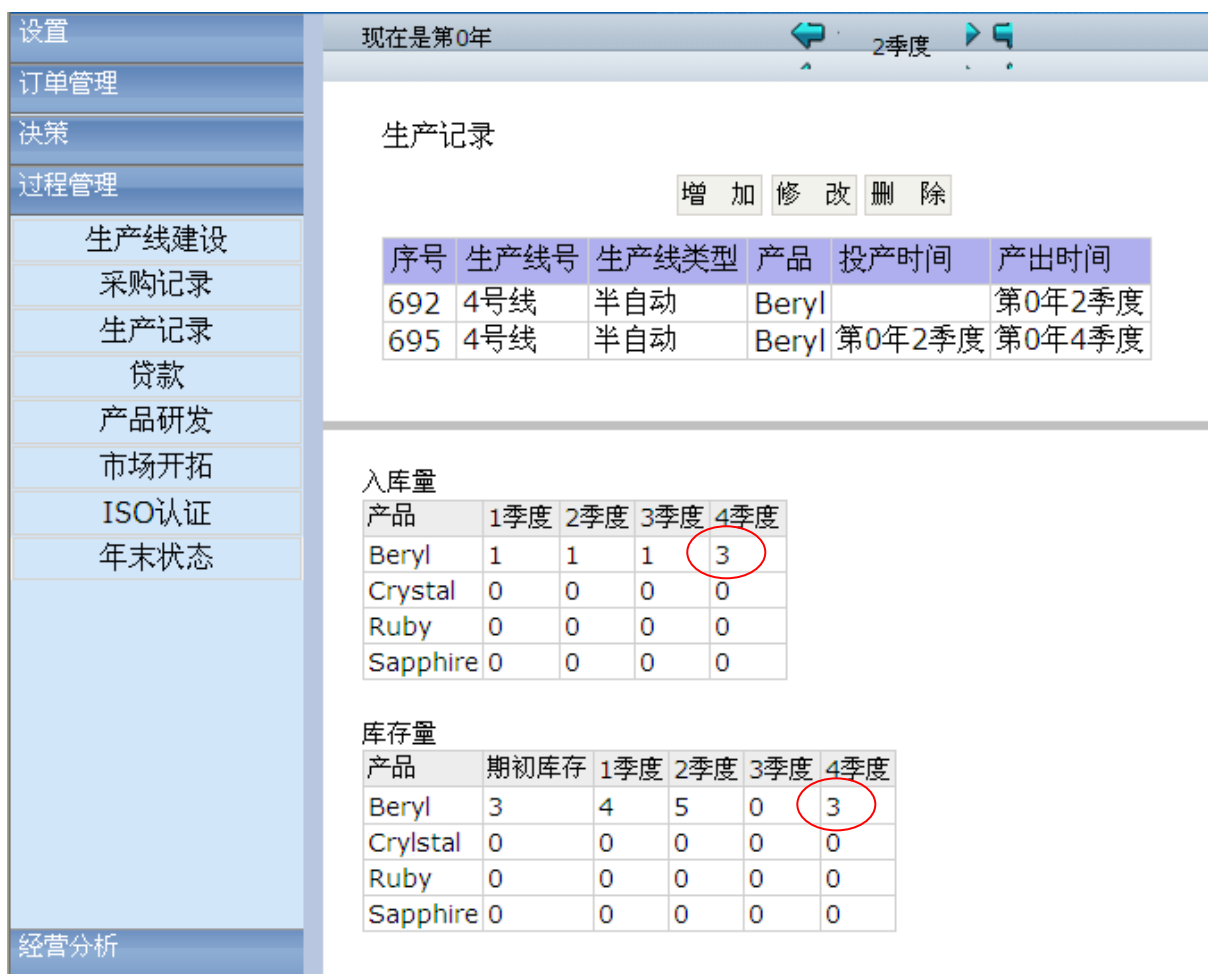 设置
订单管理
决策
过程管理
生产线建设
采购记录
生产记录
贷款
产品研发
市场开拓
ISO认证
年末状态
经营分析
现在是第0年
2季度
生产记录
增 加 修 改 删 除
序号 生产线号 生产线类型 产品 投产时间 产出时间
692 4号线 半自动 Beryl 第0年2季度
695 4号线 半自动 Beryl 第0年2季度 第0年4季度
入库量
产品 1季度 2季度 3季度 4季度
Beryl 1 1 1 3
Crystal 0 0 0 0
Ruby 0 0 0 0
Sapphire 0 0 0 0
库存量
产品 期初库存 1季度 2季度 3季度 4季度
Beryl 3 4 5 0 3
Crylstal 0 0 0 0 0
Ruby 0 0 0 0 0
Sapphire 0 0 0 0 0